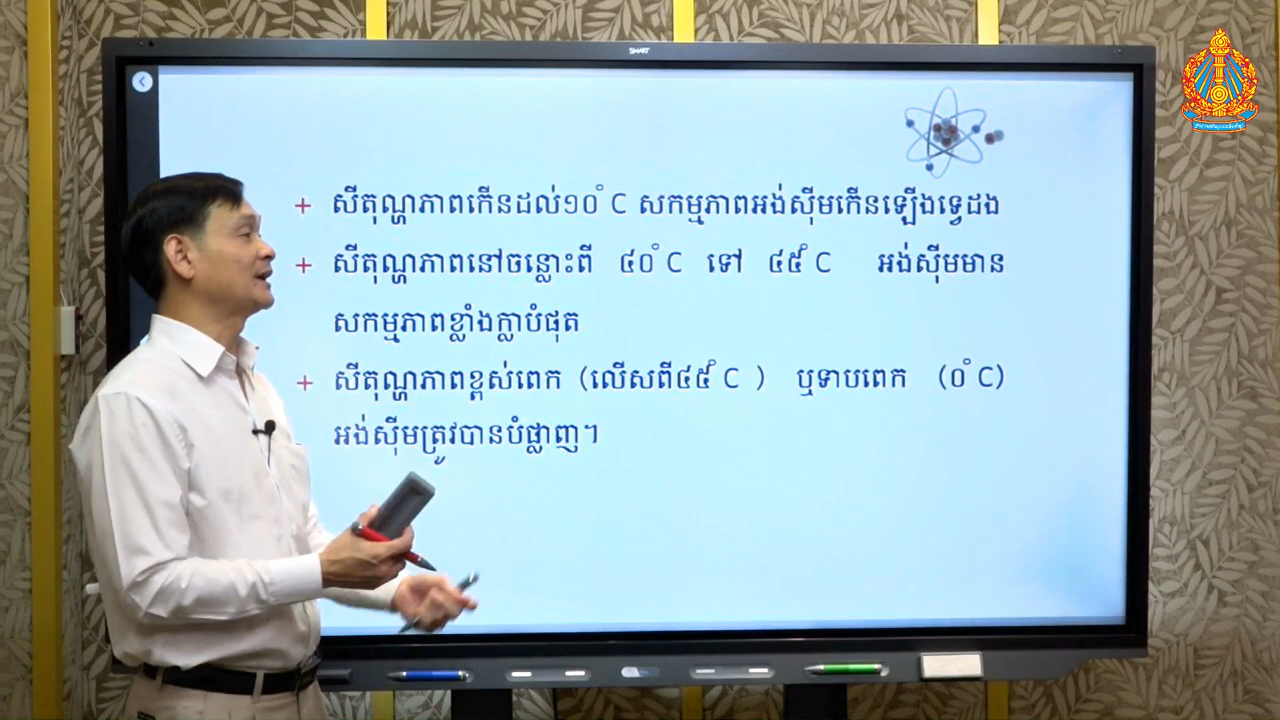 SMART
+ សីតុណ្ហភាពកើនដល់១០°C សកម្មភាពអង់ស៊ីមកើនឡើងទ្វេដង
+ សីតុណ្ហភាពនៅចន្លោះពី ៤០°C ទៅ ៤៥°C អង់ស៊ីមមាន
សកម្មភាពខ្លាំងក្លាបំផុត
+ សីតុណ្ហភាពខ្ពស់ពេក (លើសពី៤៥°C ) ឬទាបពេក (០°C)
អង់ស៊ីមត្រូវបានបំផ្លាញ។